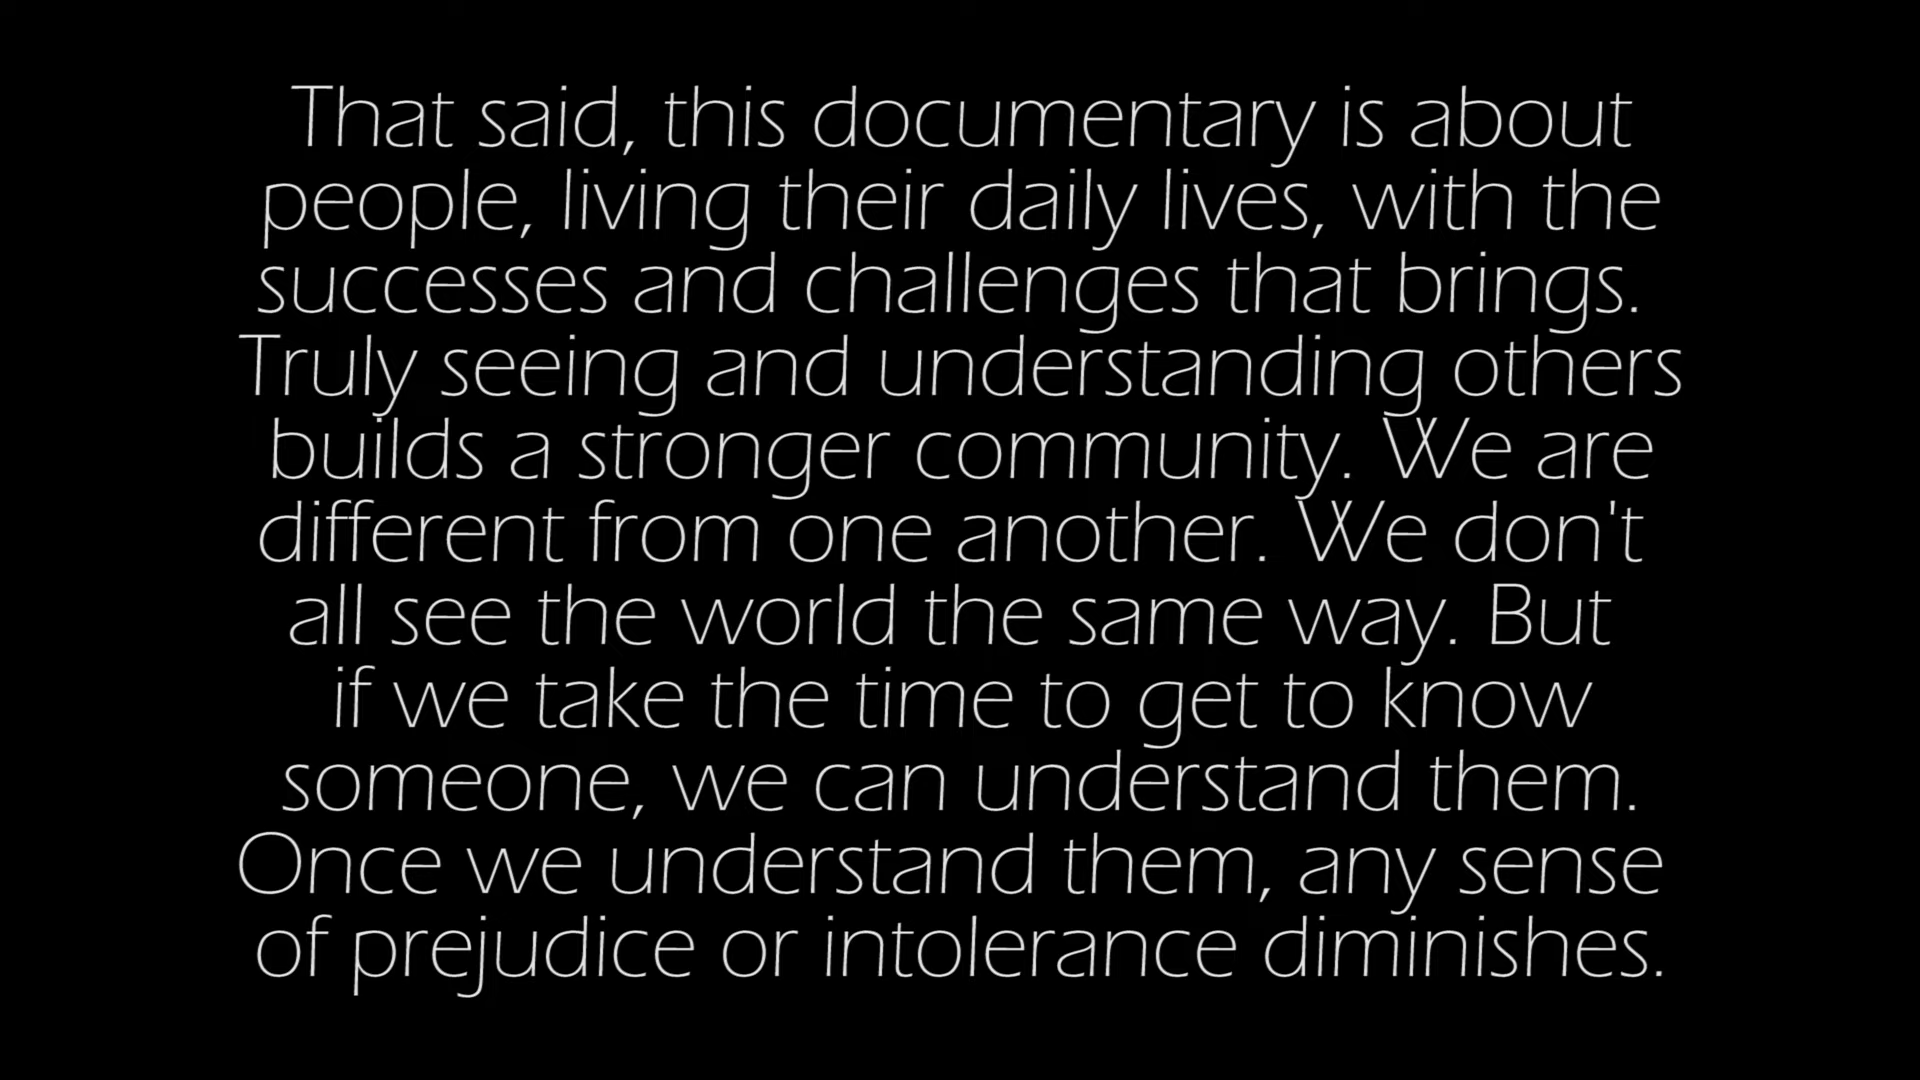 That said, this documentary is about
people, living their daily lives, with the
successes and challenges that brings.
Truly seeing and understanding others
builds a stronger community. We are
different from one another. We don't
all see the world the same way. But
if we take the time to get to know
someone, we can understand them.
Once we understand them, any sense
of prejudice or intolerance diminishes.